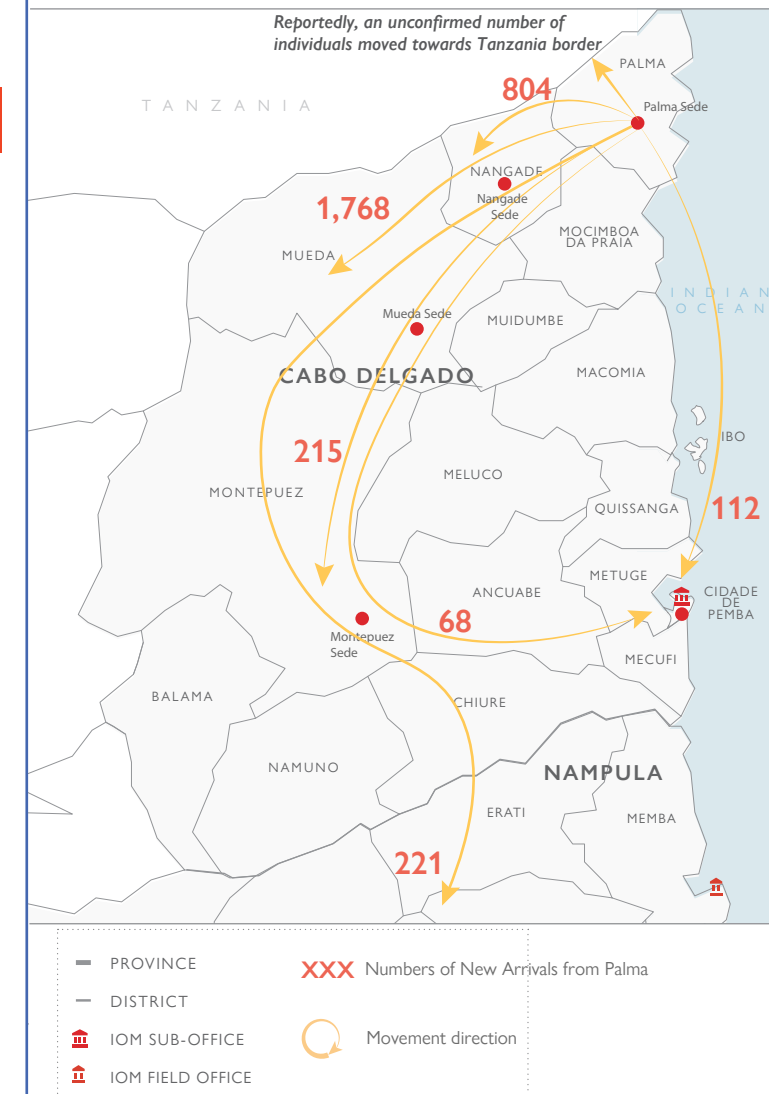 Reportedly, an unconfirmed number of
individuals moved towards Tanzania border
PALMA
804
TANZANIA
Palma Sede
NANGADE
Nangade
Sede
1,768
MOCIMBOA
DA PRAIA
MUEDA
INDIAN
OCEAN
Mueda Sede
MUIDUMBE
CABO DELGADO
MACOMIA
IBO
215
MELUCO
MONTEPUEZ
QUISSANGA
112
METUGE
ANCUABE
CIDADE
DE
PEMBA
68
Montepuez
Sede
MECUFI
BALAMA
CHIURE
NAMUNO
NAMPULA
ERATI
MEMBA
221
PROVINCE
XXX Numbers of New Arrivals from Palma
DISTRICT
IOM SUB-OFFICE
Movement direction
IOM FIELD OFFICE